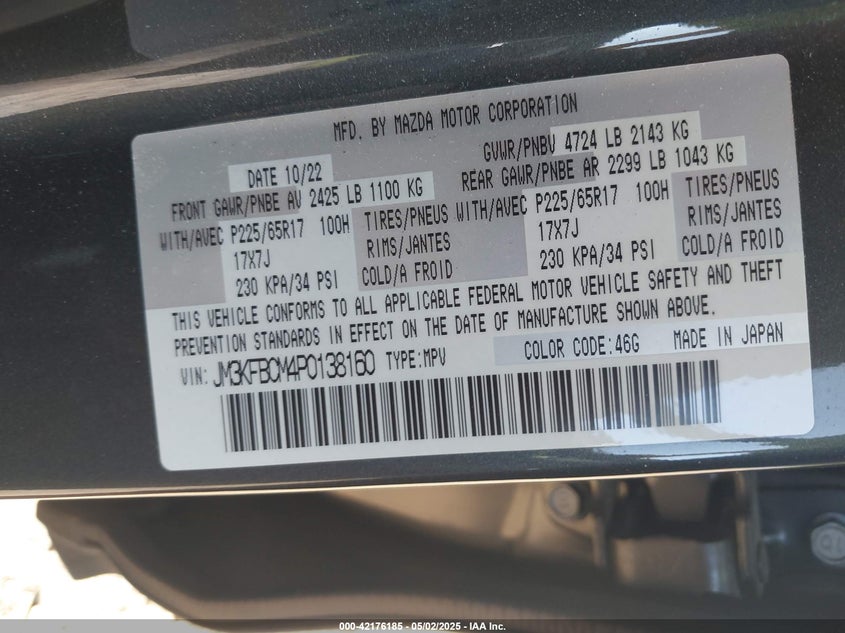 MFD. BY MAZDA MOTOR CORPORATION
DATE 10/22
GVWR/PNBV 4724 LB 2143 KG
FRONT GAWR/PNBE AV 2425 LB 1100 KG
REAR GAWR/PNBE AR 2299 LB 1043 KG
WITH/AVEC P225/65R17 100H TIRES/PNEUS
17X7J RIMS/JANTES
230 KPA/34 PSI COLD/A FROID
WITH/AVEC P225/65R17 100H TIRES/PNEUS
17X7J RIMS/JANTES
230 KPA/34 PSI COLD/A FROID
THIS VEHICLE CONFORMS TO ALL APPLICABLE FEDERAL MOTOR VEHICLE SAFETY AND THEFT
PREVENTION STANDARDS IN EFFECT ON THE DATE OF MANUFACTURE SHOWN ABOVE.
VIN: JM3KFBCM4P0138160 TYPE:MPV COLOR CODE:46G MADE IN JAPAN
000-42176185 - 05/02/2025 - IAA Inc.